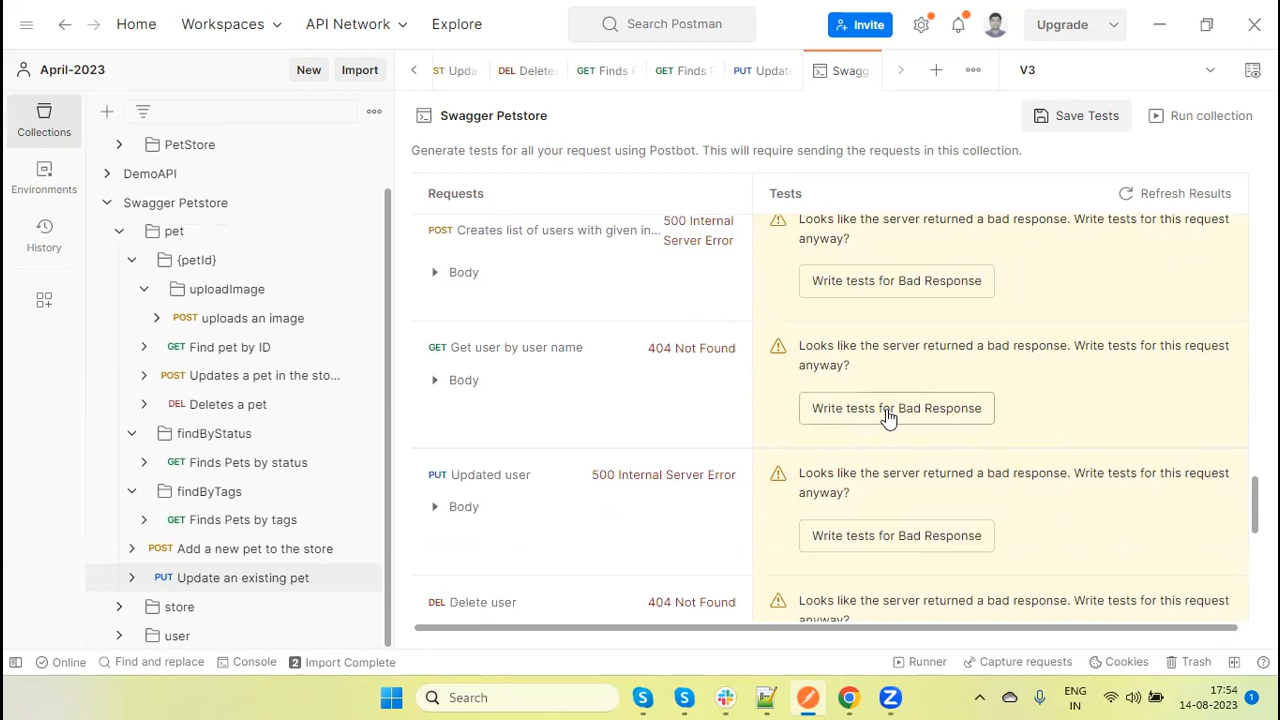 Home
Workspaces
API Network
Explore
Search Postman
Invite
Upgrade
April-2023
New
Import
ST Upda
DEL Delete
GET Finds
GET Finds
PUT Update
Swagg
V3
Collections
Environments
History
PetStore
DemoAPI
Swagger Petstore
pet
{petId}
uploadImage
POST uploads an image
GET Find pet by ID
POST Updates a pet in the sto...
DEL Deletes a pet
findByStatus
GET Finds Pets by status
findByTags
GET Finds Pets by tags
POST Add a new pet to the store
PUT Update an existing pet
store
user
Swagger Petstore
Save Tests
Run collection
Generate tests for all your request using Postbot. This will require sending the requests in this collection.
Requests
Tests
Refresh Results
POST Creates list of users with given in...
500 Internal
Server Error
Body
Looks like the server returned a bad response. Write tests for this request
anyway?
Write tests for Bad Response
GET Get user by user name
404 Not Found
Body
Looks like the server returned a bad response. Write tests for this request
anyway?
Write tests for Bad Response
PUT Updated user
500 Internal Server Error
Body
Looks like the server returned a bad response. Write tests for this request
anyway?
Write tests for Bad Response
DEL Delete user
404 Not Found
Looks like the server returned a bad response. Write tests for this request
anyway?
Online
Find and replace
Console
2 Import Complete
Runner
Capture requests
Cookies
Trash
Search
ENG
IN
17:54
14-08-2023
1